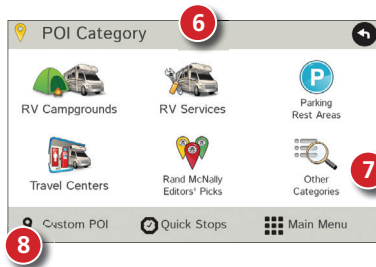 POI Category
6
RV Campgrounds
RV Services
P
Parking
Rest Areas
Travel Centers
Rand McNally
Editors' Picks
Other
Categories
7
Custom POI
Quick Stops
Main Menu
8